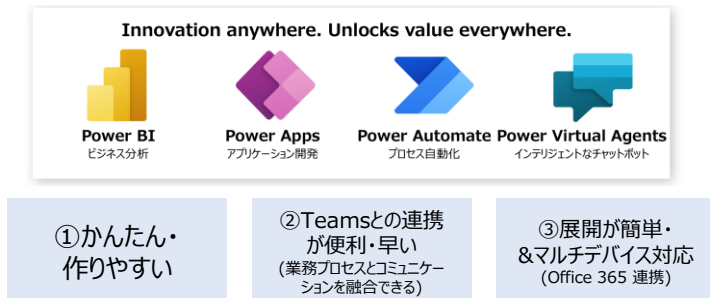 Innovation anywhere. Unlocks value everywhere.
Power BI
ビジネス分析
Power Apps
アプリケーション開発
Power Automate
プロセス自動化
Power Virtual Agents
インテリジェントなチャットボット
①かんたん・
作りやすい
②Teamsとの連携
が便利・早い
(業務プロセスとコミュニケー
ションを融合できる)
③展開が簡単・
&マルチデバイス対応
(Office 365 連携)